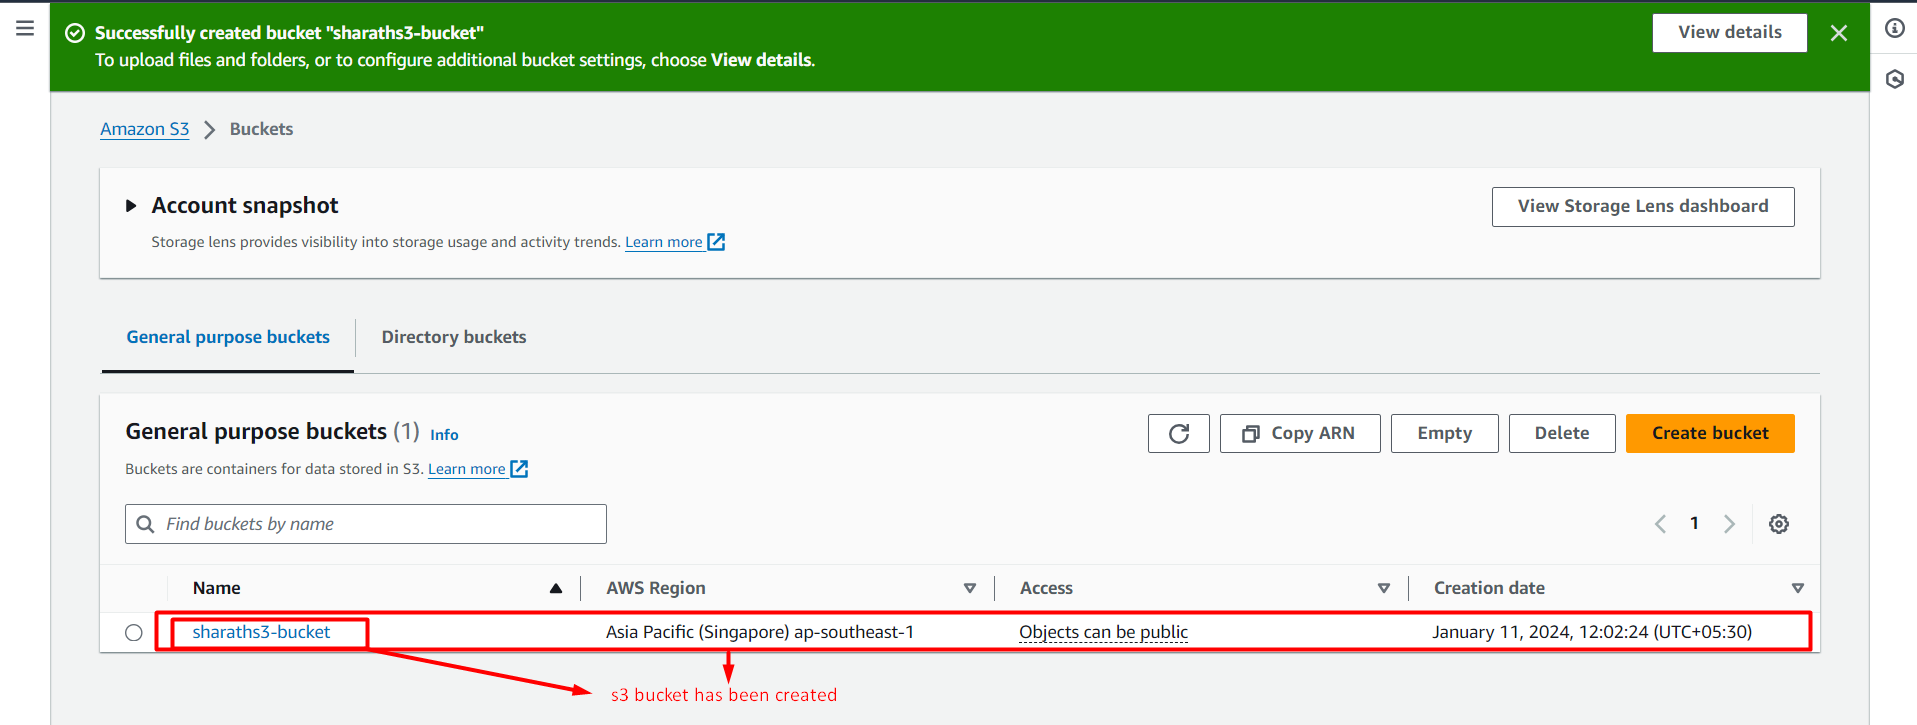 Successfully created bucket "sharaths3-bucket"
To upload files and folders, or to configure additional bucket settings, choose View details.
View details
Amazon S3 > Buckets
Account snapshot
Storage lens provides visibility into storage usage and activity trends. Learn more
View Storage Lens dashboard
General purpose buckets
Directory buckets
General purpose buckets (1) Info
Buckets are containers for data stored in S3. Learn more
Copy ARN
Empty
Delete
Create bucket
Find buckets by name
1
Name AWS Region Access Creation date
sharaths3-bucket Asia Pacific (Singapore) ap-southeast-1 Objects can be public January 11, 2024, 12:02:24 (UTC+05:30)
s3 bucket has been created